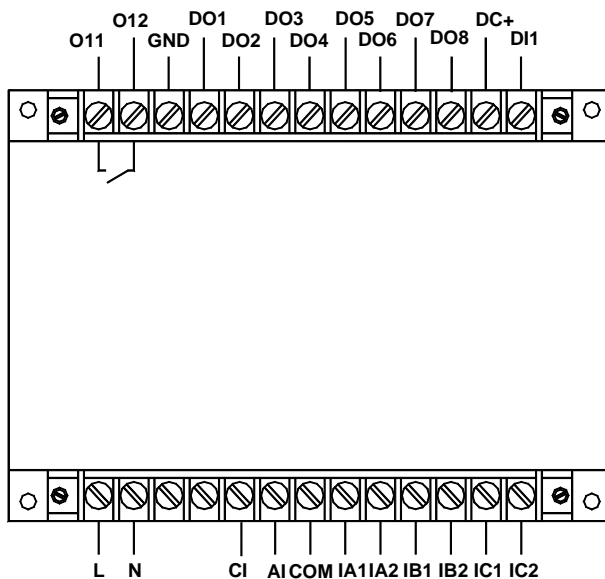 O11 O12 GND DO1 DO2 DO3 DO4 DO5 DO6 DO7 DO8 DC+ DI1
L N CI AI COM IA1 IA2 IB1 IB2 IC1 IC2